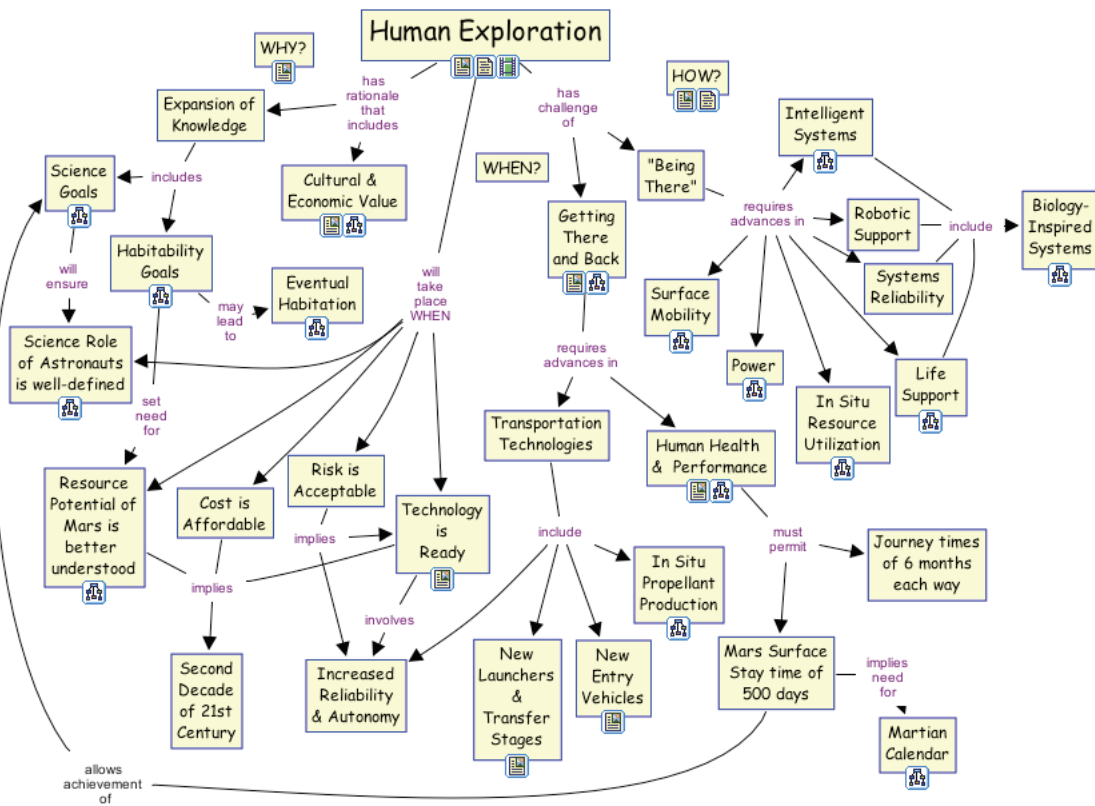 Human Exploration
WHY?
has
rationale
that
includes
has
challenge
of
HOW?
Expansion of
Knowledge
Intelligent
Systems
Science
Goals
includes
Cultural &
Economic Value
WHEN?
"Being
There"
requires
advances in
Robotic
Support
include
Biology-
Inspired
Systems
Getting
There
and Back
Habitability
Goals
will
ensure
Eventual
Habitation
may
lead
to
will
take
place
WHEN
Systems
Reliability
Surface
Mobility
Science Role
of Astronauts
is well-defined
requires
advances in
Power
Life
Support
In Situ
Resource
Utilization
set
need
for
Transportation
Technologies
Human Health
& Performance
Resource
Potential of
Mars is
better
understood
Cost is
Affordable
Risk is
Acceptable
Technology
is
Ready
implies
include
must
permit
Journey times
of 6 months
each way
In Situ
Propellant
Production
implies
involves
Second
Decade
of 21st
Century
Increased
Reliability
& Autonomy
New
Launchers
&
Transfer
Stages
New
Entry
Vehicles
Mars Surface
Stay time of
500 days
implies
need
for
Martian
Calendar
allows
achievement
of